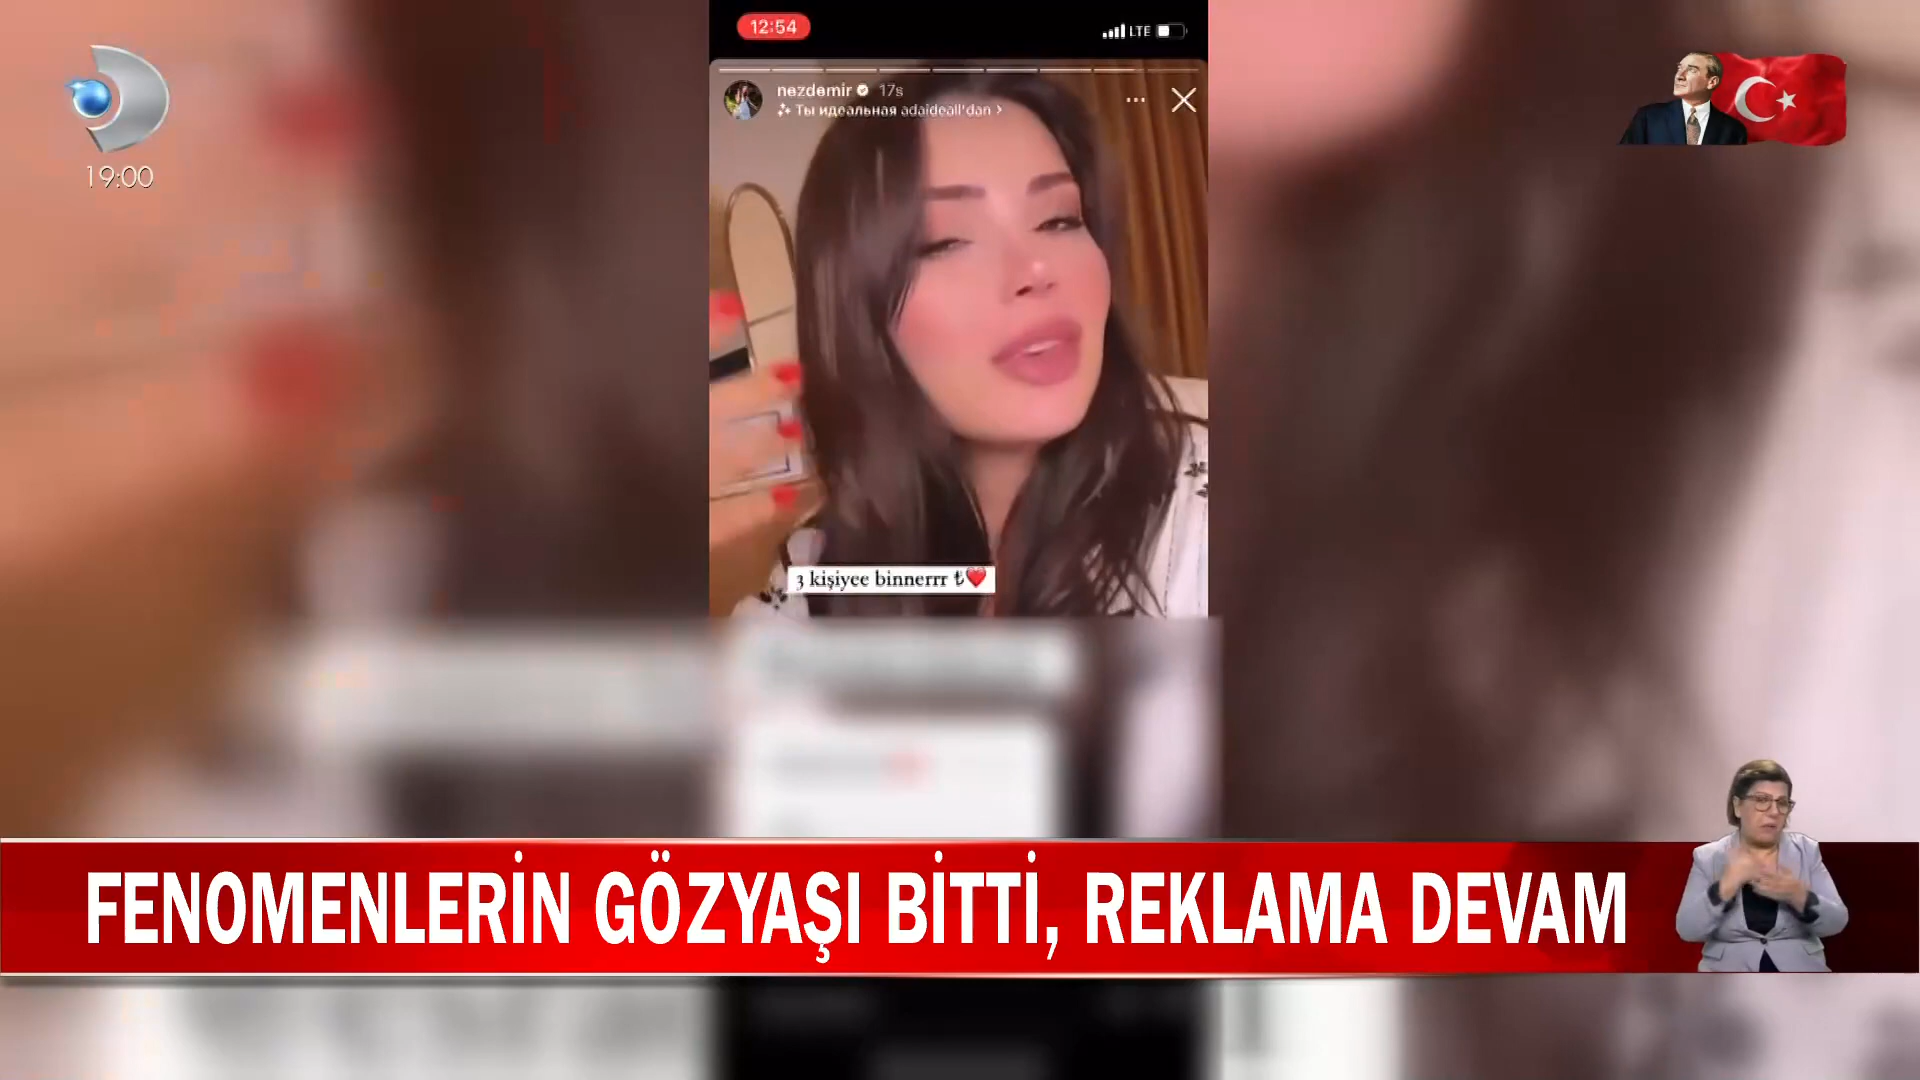 12:54
LTE
nezdemir 17s
Ты идеальная adaideall'dan >
19:00
3 kişiyee binnerrr ₺❤️
FENOMENLERİN GÖZYAŞI BİTTİ, REKLAMA DEVAM